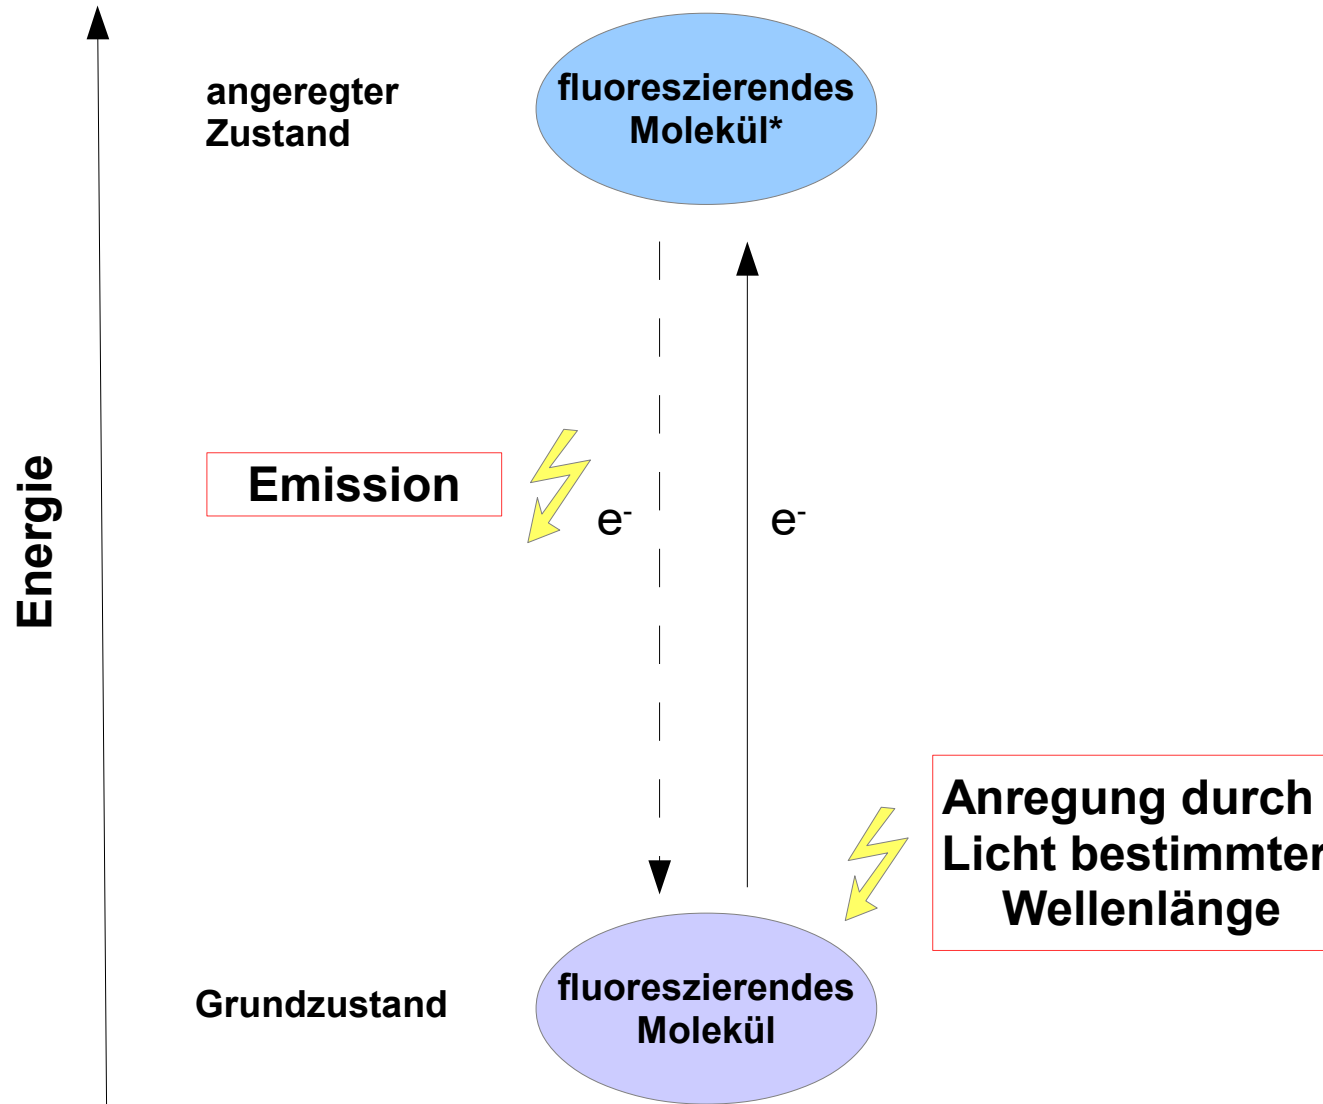 angeregter
Zustand
fluoreszierendes
Molekül*
Energie
Emission
e-
e-
Anregung durch
Licht bestimmter
Wellenlänge
Grundzustand
fluoreszierendes
Molekül